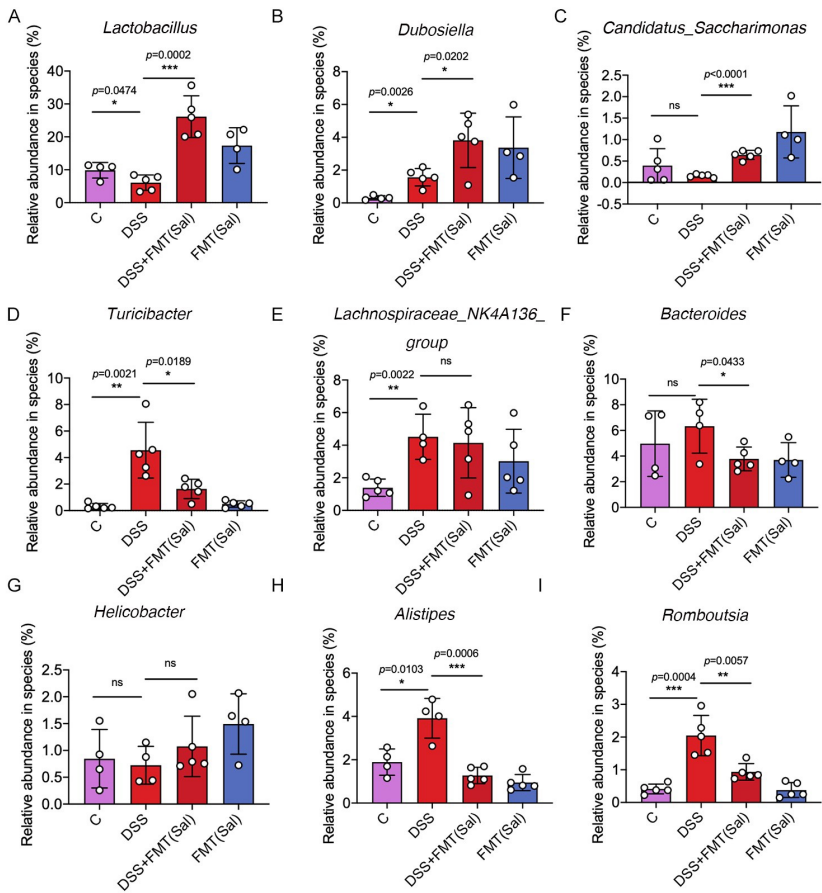 A
Lactobacillus
Relative abundance in species (%)
p=0.0002
***
p=0.0474
*
40
30
20
10
0
C
DSS
DSS+FMT(Sal)
FMT(Sal)
B
Dubosiella
Relative abundance in species (%)
p=0.0202
*
p=0.0026
*
8
6
4
2
0
C
DSS
DSS+FMT(Sal)
FMT(Sal)
C
Candidatus_Saccharimonas
Relative abundance in species (%)
p<0.0001
***
ns
2.5
2.0
1.5
1.0
0.5
0.0
-0.5
C
DSS
DSS+FMT(Sal)
FMT(Sal)
D
Turicibacter
Relative abundance in species (%)
p=0.0189
*
p=0.0021
**
10
8
6
4
2
0
C
DSS
DSS+FMT(Sal)
FMT(Sal)
E
Lachnospiraceae_NK4A136_
group
Relative abundance in species (%)
ns
p=0.0022
**
8
6
4
2
0
C
DSS
DSS+FMT(Sal)
FMT(Sal)
F
Bacteroides
Relative abundance in species (%)
p=0.0433
*
ns
10
8
6
4
2
0
C
DSS
DSS+FMT(Sal)
FMT(Sal)
G
Helicobacter
Relative abundance in species (%)
ns
ns
2.5
2.0
1.5
1.0
0.5
0.0
C
DSS
DSS+FMT(Sal)
FMT(Sal)
H
Alistipes
Relative abundance in species (%)
p=0.0006
***
p=0.0103
*
6
4
2
0
C
DSS
DSS+FMT(Sal)
FMT(Sal)
I
Romboutsia
Relative abundance in species (%)
p=0.0057
**
p=0.0004
***
4
3
2
1
0
C
DSS
DSS+FMT(Sal)
FMT(Sal)